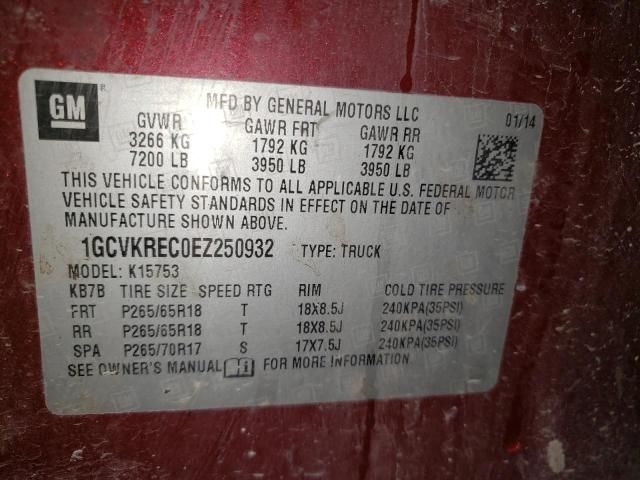 GM
MFD BY GENERAL MOTORS LLC 01/14
GVWR GAWR FRT GAWR RR
3266 KG 1792 KG 1792 KG
7200 LB 3950 LB 3950 LB
THIS VEHICLE CONFORMS TO ALL APPLICABLE U.S. FEDERAL MOTOR
VEHICLE SAFETY STANDARDS IN EFFECT ON THE DATE OF
MANUFACTURE SHOWN ABOVE.
1GCVKREC0EZ250932 TYPE: TRUCK
MODEL: K15753
KB7B TIRE SIZE SPEED RTG RIM COLD TIRE PRESSURE
FRT P265/65R18 T 18X8.5J 240KPA(35PSI)
RR P265/65R18 T 18X8.5J 240KPA(35PSI)
SPA P265/70R17 S 17X7.5J 240KPA(35PSI)
SEE OWNER'S MANUAL FOR MORE INFORMATION